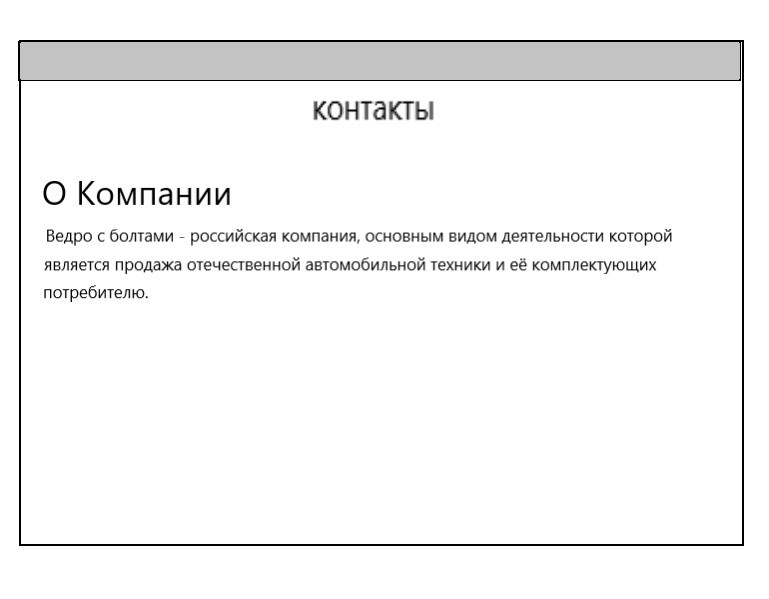 контакты
О Компании
Ведро с болтами - российская компания, основным видом деятельности которой
является продажа отечественной автомобильной техники и её комплектующих
потребителю.